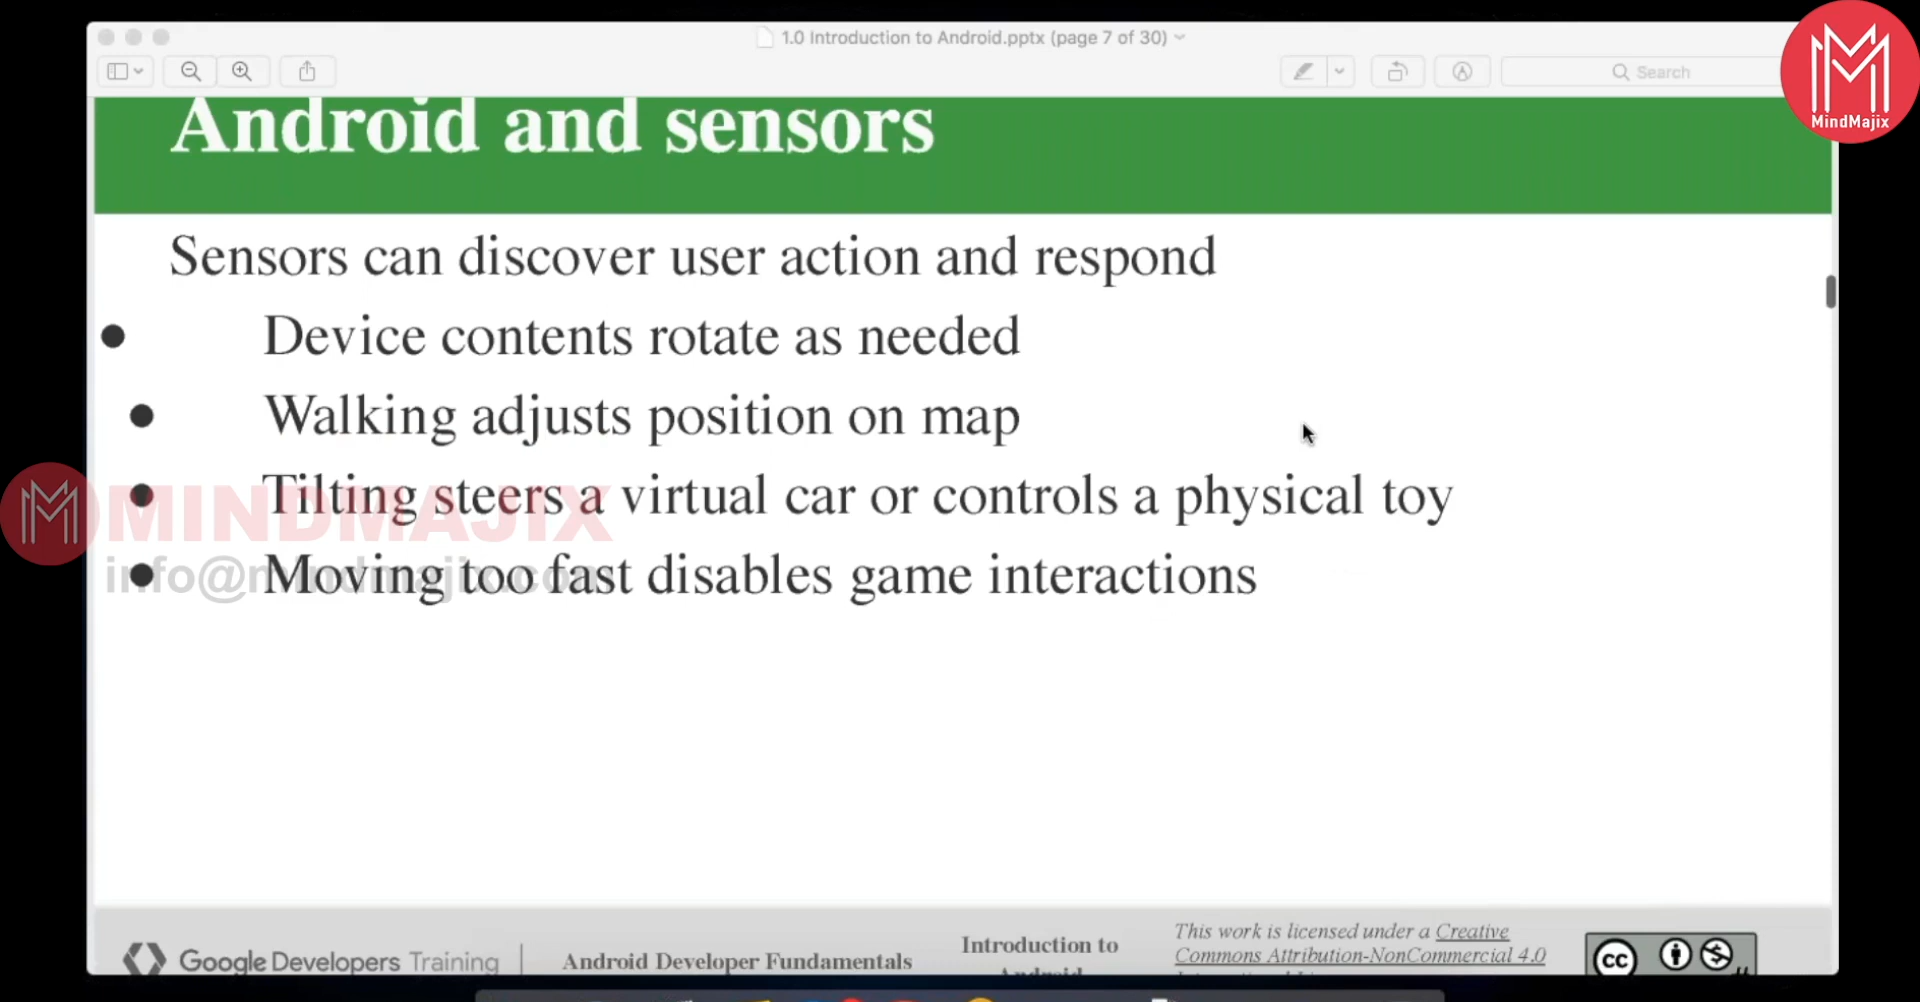 1.0 Introduction to Android.pptx (page 7 of 30)
Search
MindMajix
Android and sensors
Sensors can discover user action and respond
● Device contents rotate as needed
● Walking adjusts position on map
● Tilting steers a virtual car or controls a physical toy
● Moving too fast disables game interactions
MINDMAJIX
info@mindmajix.com
Google Developers Training
Android Developer Fundamentals
Introduction to
Android
This work is licensed under a Creative
Commons Attribution-NonCommercial 4.0
cc